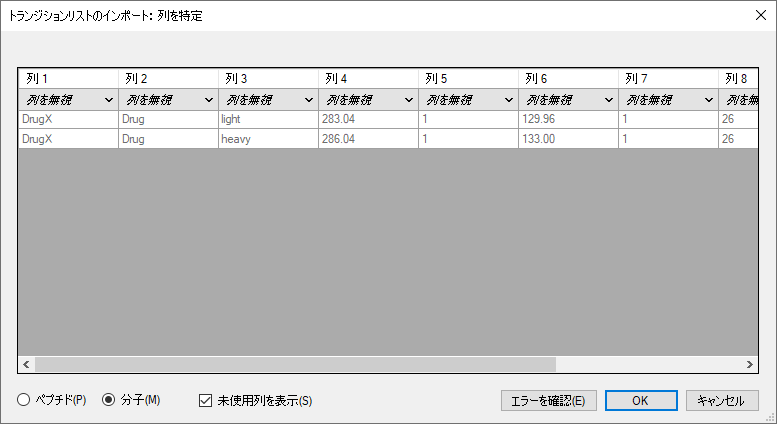 トランジションリストのインポート: 列を特定
列 1 列 2 列 3 列 4 列 5 列 6 列 7 列 8
列を無視 列を無視 列を無視 列を無視 列を無視 列を無視 列を無視 列を無視
DrugX Drug light 283.04 1 129.96 1 26
DrugX Drug heavy 286.04 1 133.00 1 26
ペプチド(P) 分子(M) 未使用列を表示(S) エラーを確認(E) OK キャンセル